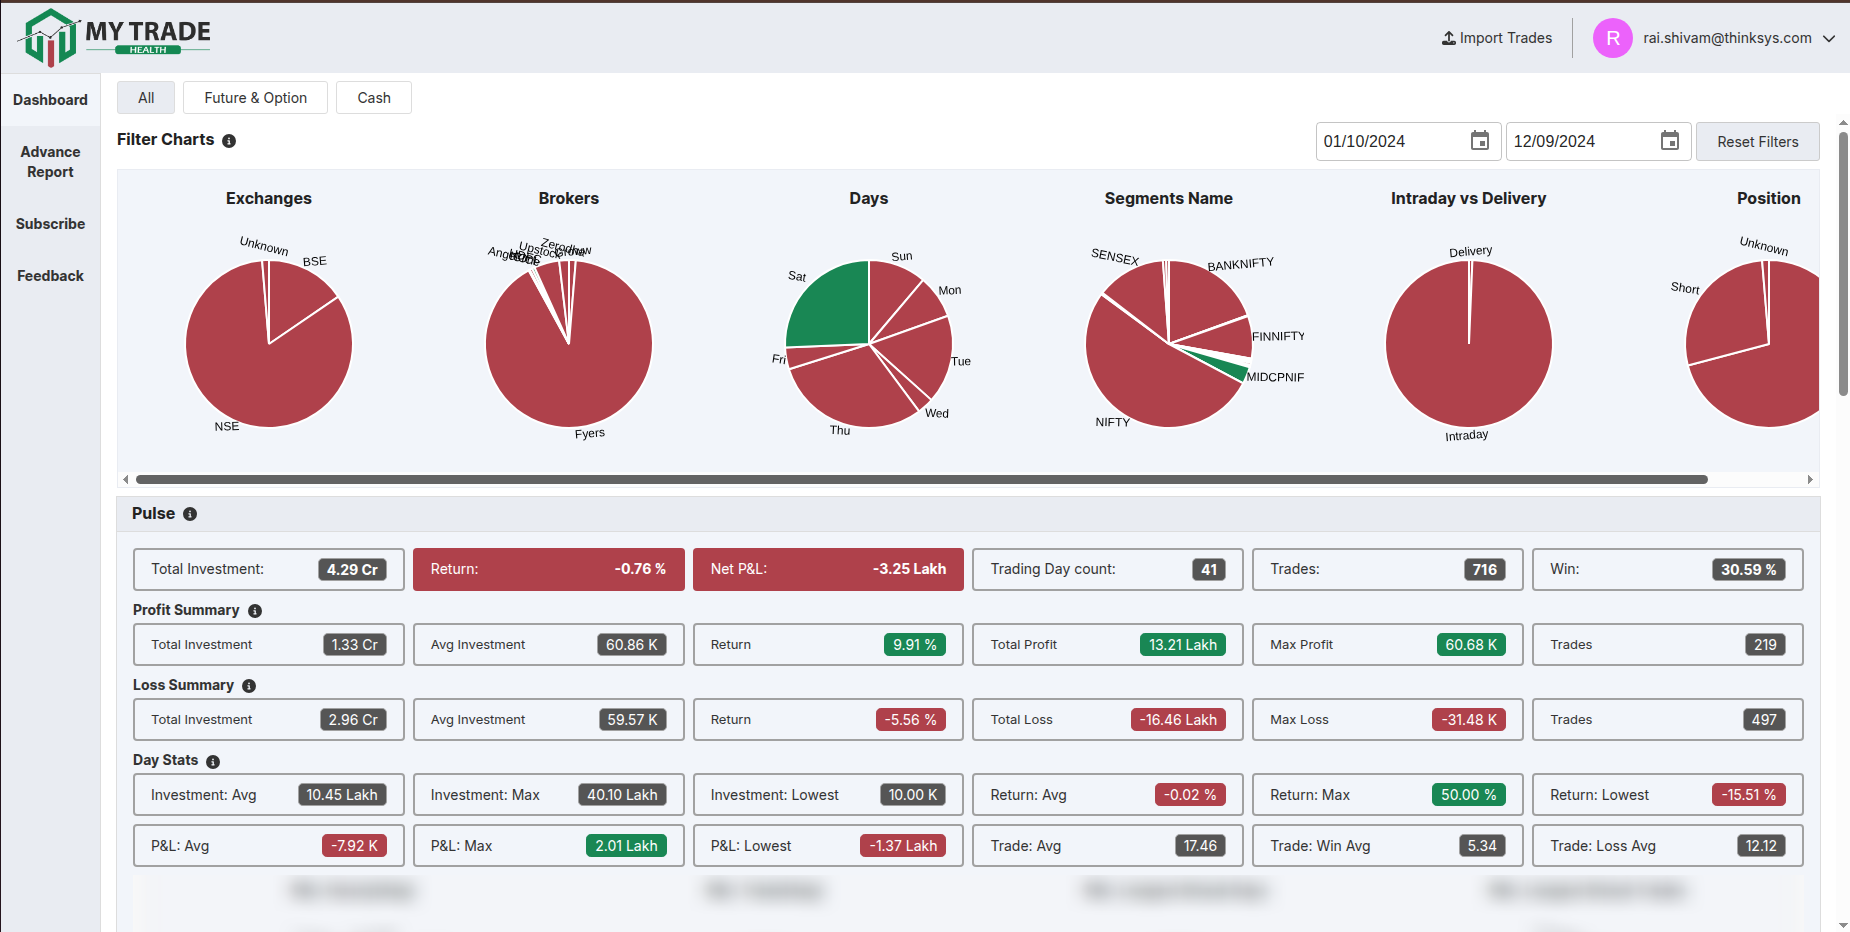 MY TRADE
HEALTH
Import Trades
R
rai.shivam@thinksys.com
Dashboard
Advance
Report
Subscribe
Feedback
All
Future & Option
Cash
Filter Charts
01/10/2024
12/09/2024
Reset Filters
Exchanges
Brokers
Days
Segments Name
Intraday vs Delivery
Position
Unknown
BSE
NSE
Upstock
Zerodha
Fyers
Sun
Mon
Tue
Wed
Thu
Fri
Sat
SENSEX
BANKNIFTY
FINNIFTY
MIDCPNIF
NIFTY
Delivery
Intraday
Unknown
Short
Pulse
Total Investment: 4.29 Cr
Return: -0.76 %
Net P&L: -3.25 Lakh
Trading Day count: 41
Trades: 716
Win: 30.59 %
Profit Summary
Total Investment 1.33 Cr
Avg Investment 60.86 K
Return 9.91 %
Total Profit 13.21 Lakh
Max Profit 60.68 K
Trades 219
Loss Summary
Total Investment 2.96 Cr
Avg Investment 59.57 K
Return -5.56 %
Total Loss -16.46 Lakh
Max Loss -31.48 K
Trades 497
Day Stats
Investment: Avg 10.45 Lakh
Investment: Max 40.10 Lakh
Investment: Lowest 10.00 K
Return: Avg -0.02 %
Return: Max 50.00 %
Return: Lowest -15.51 %
P&L: Avg -7.92 K
P&L: Max 2.01 Lakh
P&L: Lowest -1.37 Lakh
Trade: Avg 17.46
Trade: Win Avg 5.34
Trade: Loss Avg 12.12